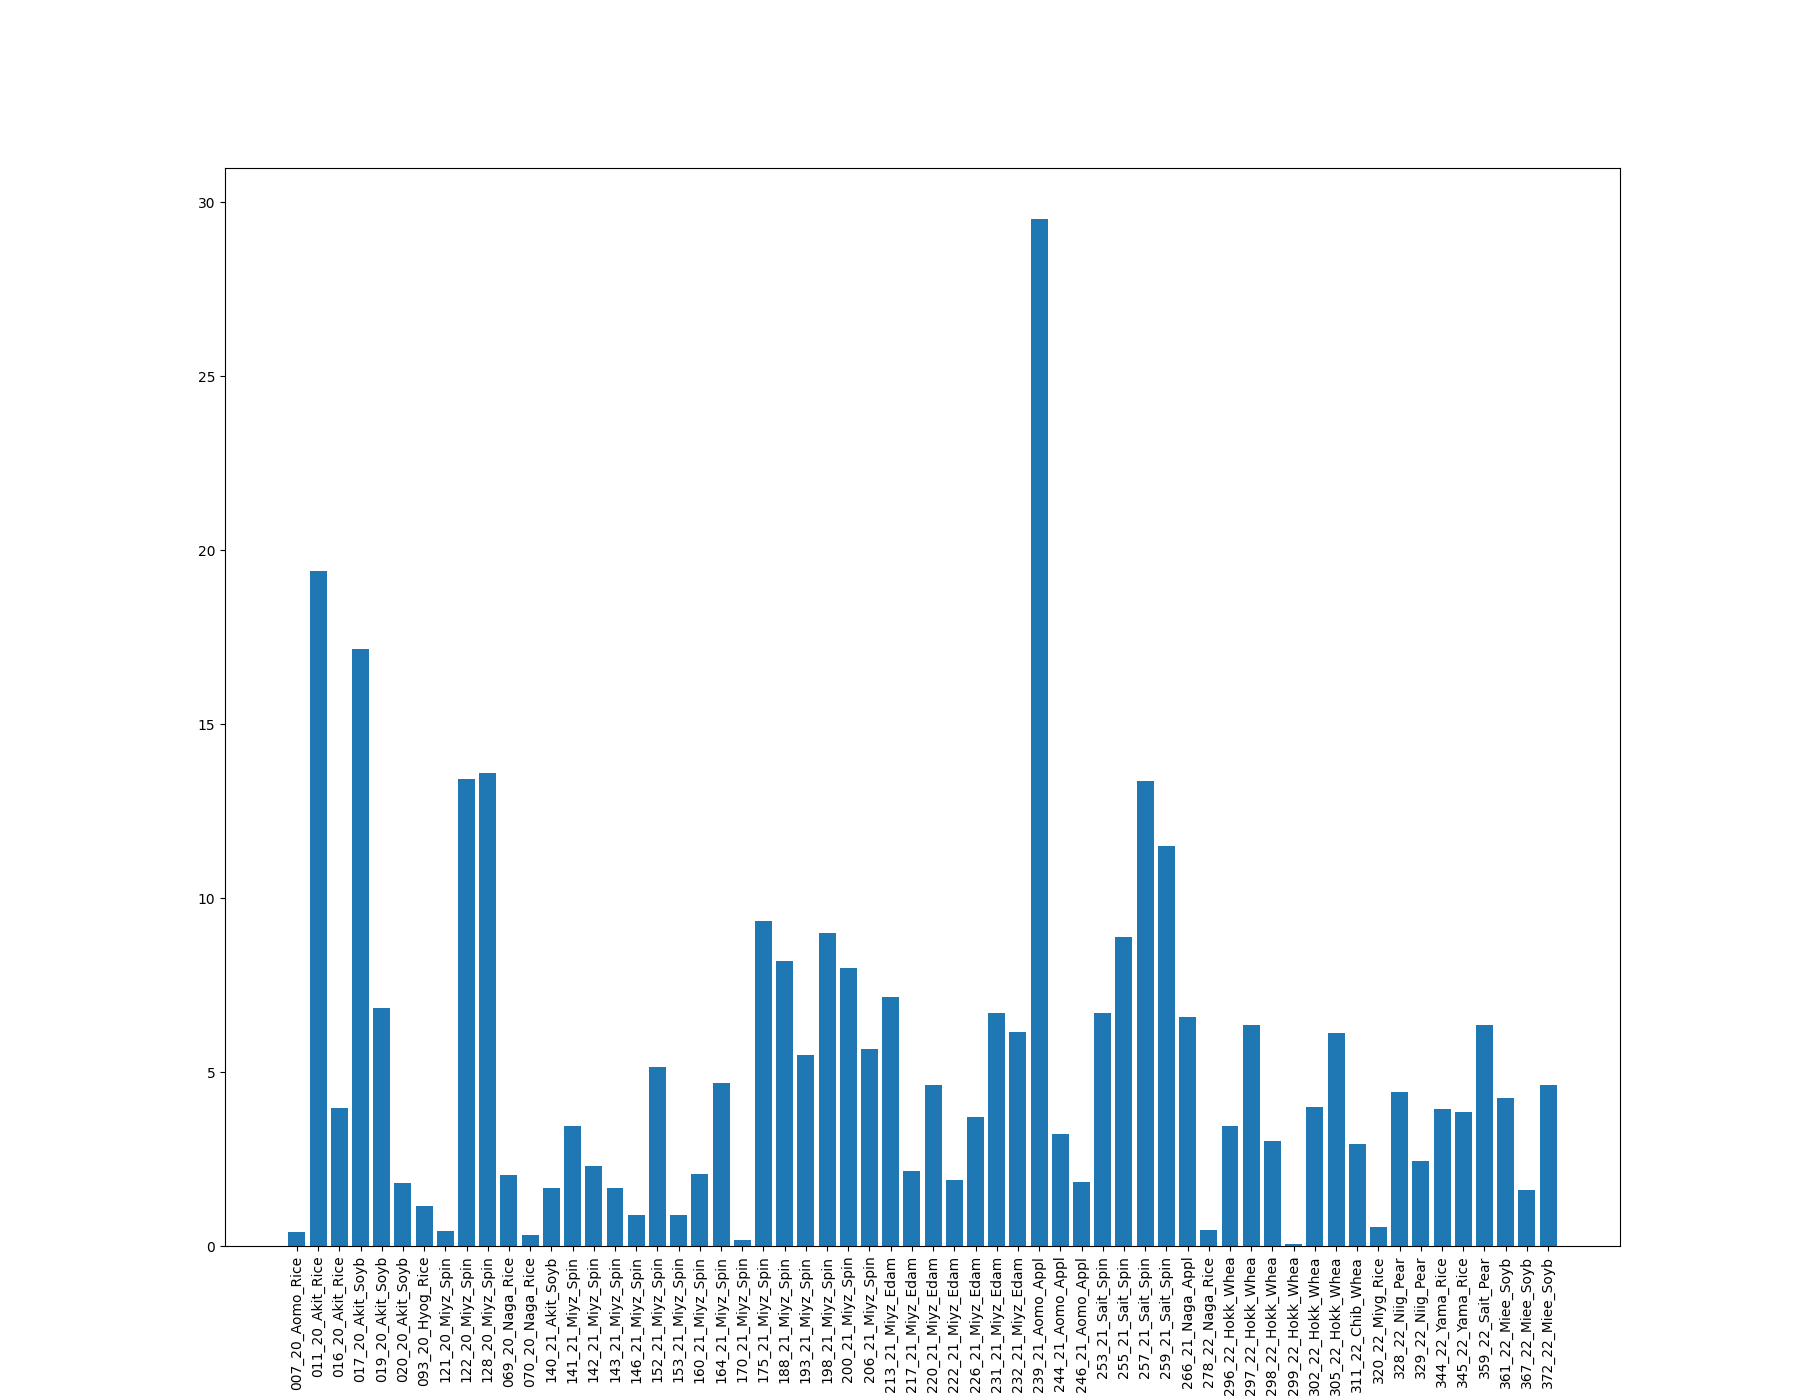 30
25
20
15
10
5
0
007_20_Aomo_Rice
011_20_Akit_Rice
016_20_Akit_Rice
017_20_Akit_Soyb
019_20_Akit_Soyb
020_20_Akit_Soyb
093_20_Hyog_Rice
121_20_Miyz_Spin
122_20_Miyz_Spin
128_20_Miyz_Spin
069_20_Naga_Rice
070_20_Naga_Rice
140_21_Akit_Soyb
141_21_Miyz_Spin
142_21_Miyz_Spin
143_21_Miyz_Spin
146_21_Miyz_Spin
152_21_Miyz_Spin
153_21_Miyz_Spin
160_21_Miyz_Spin
164_21_Miyz_Spin
170_21_Miyz_Spin
175_21_Miyz_Spin
188_21_Miyz_Spin
193_21_Miyz_Spin
198_21_Miyz_Spin
200_21_Miyz_Spin
206_21_Miyz_Spin
213_21_Miyz_Edam
217_21_Miyz_Edam
220_21_Miyz_Edam
222_21_Miyz_Edam
226_21_Miyz_Edam
231_21_Miyz_Edam
232_21_Miyz_Edam
239_21_Aomo_Appl
244_21_Aomo_Appl
246_21_Aomo_Appl
253_21_Sait_Spin
255_21_Sait_Spin
257_21_Sait_Spin
259_21_Sait_Spin
266_21_Naga_Appl
278_22_Naga_Rice
296_22_Hokk_Whea
297_22_Hokk_Whea
298_22_Hokk_Whea
299_22_Hokk_Whea
302_22_Hokk_Whea
305_22_Hokk_Whea
311_22_Chib_Whea
320_22_Miyg_Rice
328_22_Niig_Pear
329_22_Niig_Pear
344_22_Yama_Rice
345_22_Yama_Rice
359_22_Sait_Pear
361_22_Miee_Soyb
367_22_Miee_Soyb
372_22_Miee_Soyb